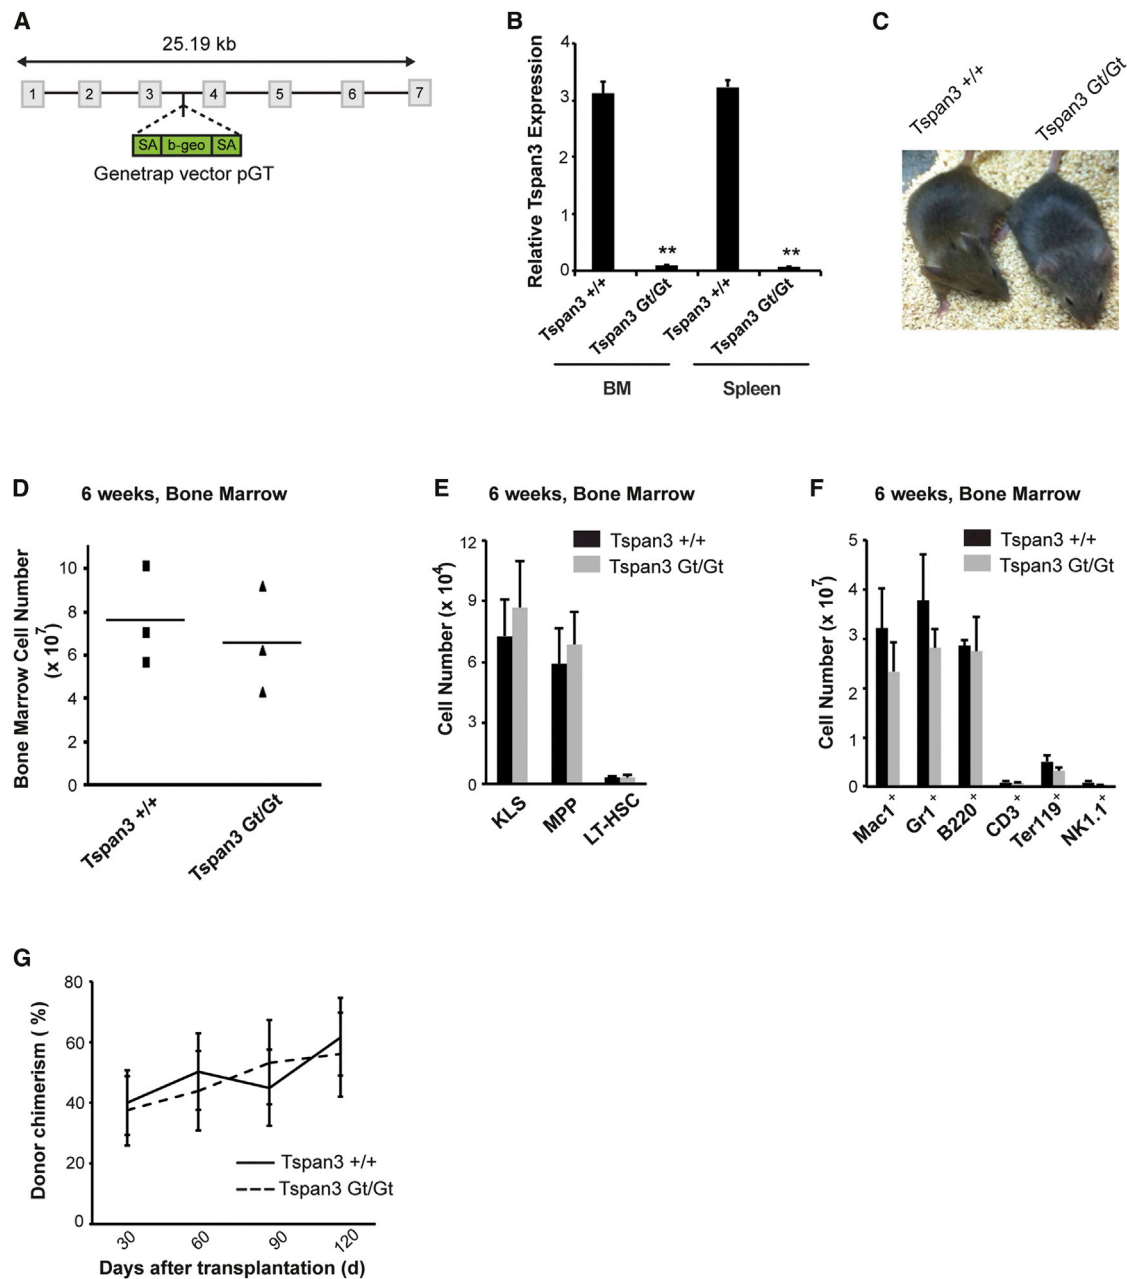 A
25.19 kb
1 2 3 4 5 6 7
SA b-geo SA
Genetrap vector pGT
B
Relative Tspan3 Expression
4
3
2
1
0
** **
Tspan3 +/+ Tspan3 Gt/Gt Tspan3 +/+ Tspan3 Gt/Gt
BM Spleen
C
Tspan3 +/+ Tspan3 Gt/Gt
D
6 weeks, Bone Marrow
Bone Marrow Cell Number
(x 10⁷)
10
8
6
4
2
0
Tspan3 +/+ Tspan3 Gt/Gt
E
6 weeks, Bone Marrow
Tspan3 +/+
Tspan3 Gt/Gt
Cell Number (x 10⁴)
12
9
6
3
0
KLS MPP LT-HSC
F
6 weeks, Bone Marrow
Tspan3 +/+
Tspan3 Gt/Gt
Cell Number (x 10⁷)
5
4
3
2
1
0
Mac1⁺ Gr1⁺ B220⁺ CD3⁺ Ter119⁺ NK1.1⁺
G
Donor chimerism ( %)
80
60
40
20
0
Tspan3 +/+
Tspan3 Gt/Gt
30 60 90 120
Days after transplantation (d)